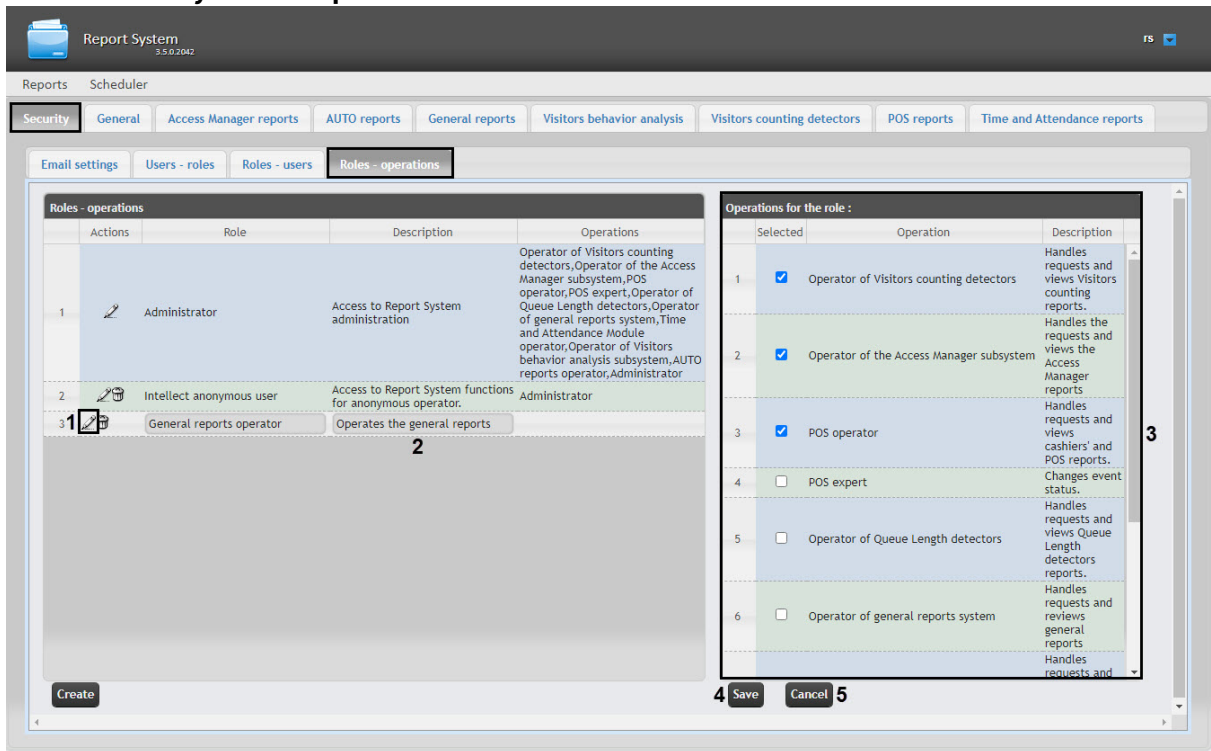 Report System
3.5.0.2042
rs
Reports Scheduler
Security General Access Manager reports AUTO reports General reports Visitors behavior analysis Visitors counting detectors POS reports Time and Attendance reports
Email settings Users - roles Roles - users Roles - operations
Roles - operations
Actions Role Description Operations
1 Administrator
Access to Report System
administration
Operator of Visitors counting
detectors,Operator of the Access
Manager subsystem,POS
operator,POS expert,Operator of
Queue Length detectors,Operator
of general reports system,Time
and Attendance Module
operator,Operator of Visitors
behavior analysis subsystem,AUTO
reports operator,Administrator
2 Intellect anonymous user
Access to Report System functions
for anonymous operator.
Administrator
3 1 General reports operator Operates the general reports
2
Create
Operations for the role :
Selected Operation Description
1 Operator of Visitors counting detectors
Handles
requests and
views Visitors
counting
reports.
2 Operator of the Access Manager subsystem
Handles the
requests and
views the
Access
Manager
reports
3 POS operator
Handles
requests and
views
cashiers' and
POS reports.
3
4 POS expert
Changes event
status.
5 Operator of Queue Length detectors
Handles
requests and
views Queue
Length
detectors
reports.
6 Operator of general reports system
Handles
requests and
reviews
general
reports
Handles
requests and
4 Save Cancel 5